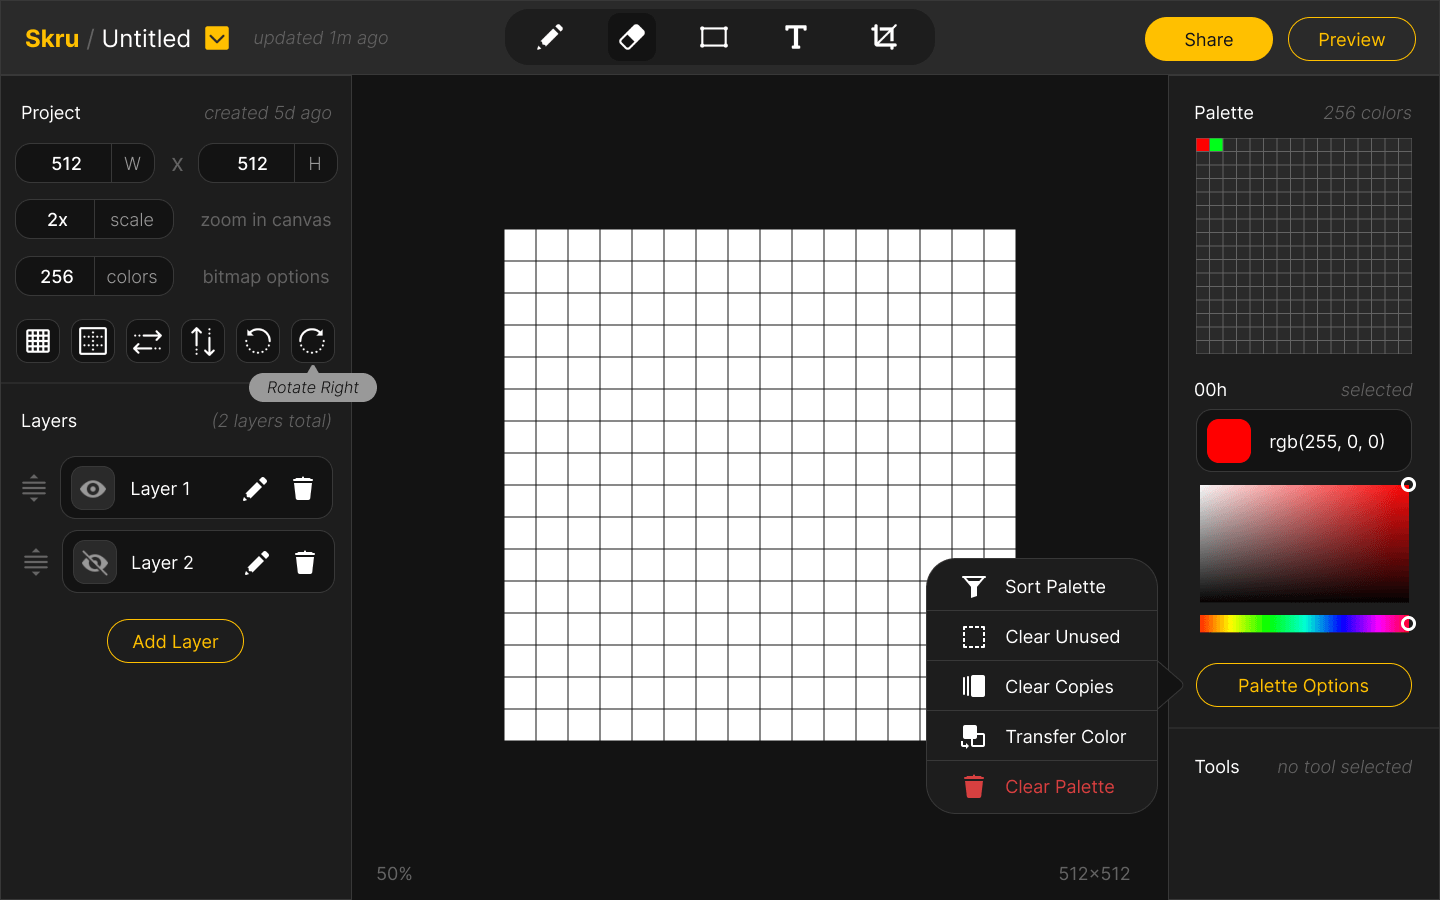 Skru / Untitled updated 1m ago
Share
Preview
Project created 5d ago
512 W X 512 H
2x scale zoom in canvas
256 colors bitmap options
Rotate Right
Layers (2 layers total)
Layer 1
Layer 2
Add Layer
50%
512×512
Sort Palette
Clear Unused
Clear Copies
Transfer Color
Clear Palette
Palette 256 colors
00h selected
rgb(255, 0, 0)
Palette Options
Tools no tool selected